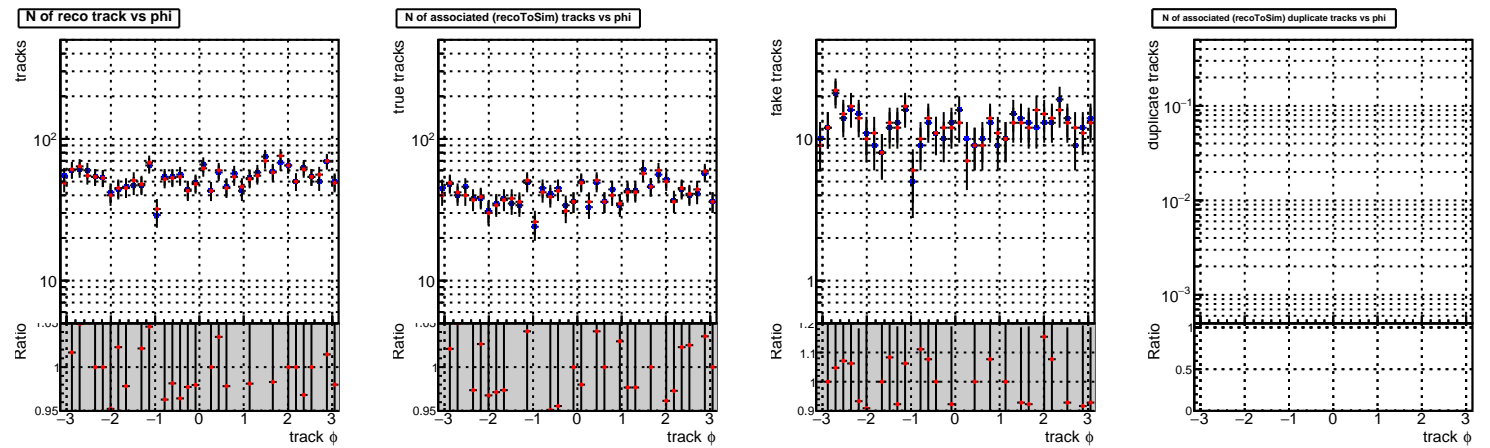 N of reco track vs phi
tracks
10²
10
Ratio
1.05
1
0.95
−3 −2 −1 0 1 2 3
track ϕ
N of associated (recoToSim) tracks vs phi
true tracks
10²
10
Ratio
1.05
1
0.95
−3 −2 −1 0 1 2 3
track ϕ
fake tracks
10
1
Ratio
1.2
1.1
1
0.9
−3 −2 −1 0 1 2 3
track ϕ
N of associated (recoToSim) duplicate tracks vs phi
duplicate tracks
10⁻¹
10⁻²
10⁻³
Ratio
1
0.5
0
−3 −2 −1 0 1 2 3
track ϕ